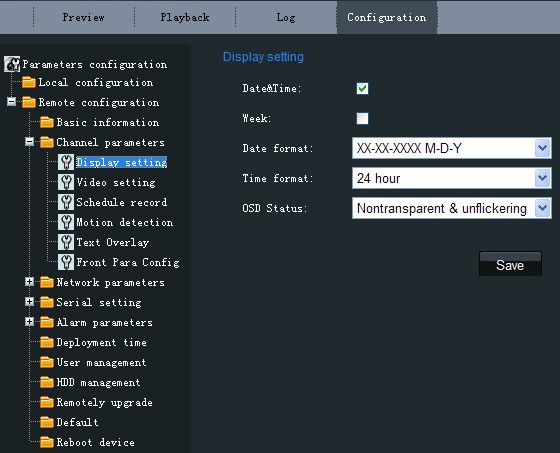 Preview Playback Log Configuration
Parameters configuration
Local configuration
Remote configuration
Basic information
Channel parameters
Display setting
Video setting
Schedule record
Motion detection
Text Overlay
Front Para Config
Network parameters
Serial setting
Alarm parameters
Deployment time
User management
HDD management
Remotely upgrade
Default
Reboot device
Display setting
Date&Time:
Week:
Date format: XX-XX-XXXX M-D-Y
Time format: 24 hour
OSD Status: Nontransparent & unflickering
Save